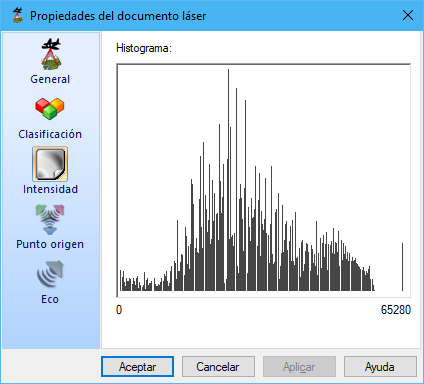 Propiedades del documento láser
General
Clasificación
Intensidad
Punto origen
Eco
Histograma:
0 65280
Aceptar Cancelar Aplicar Ayuda